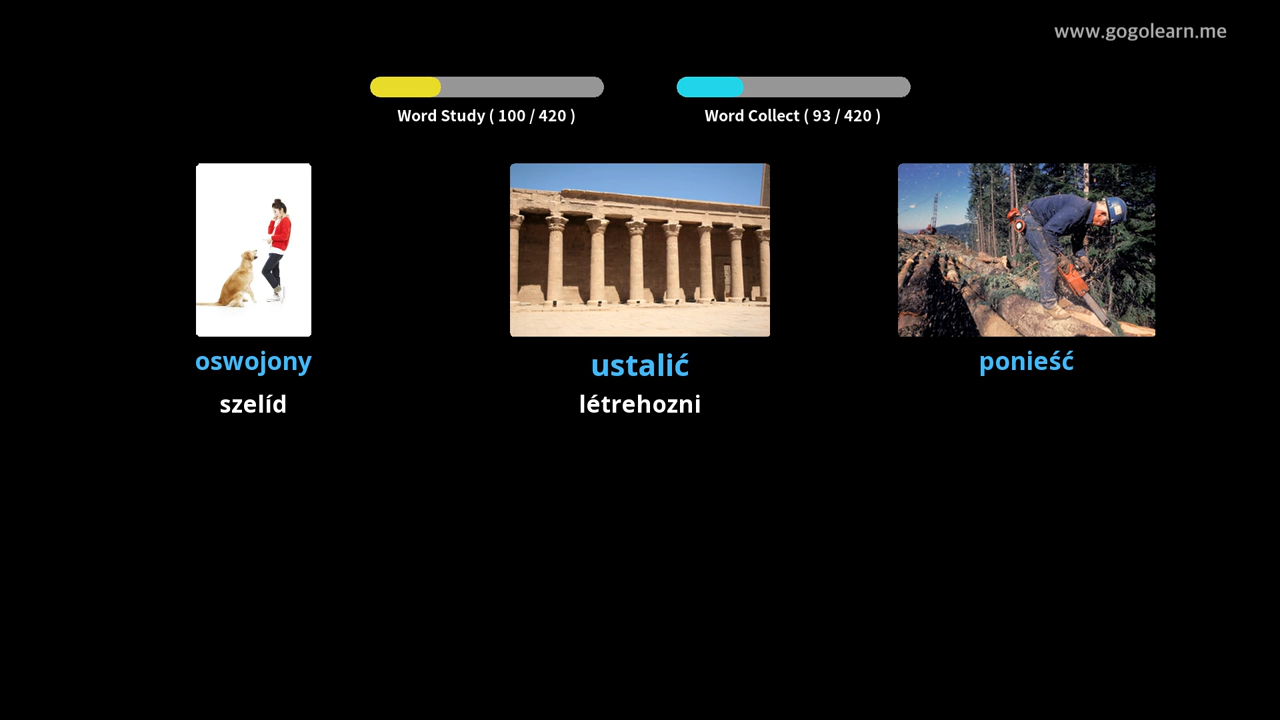 www.gogolearn.me
Word Study ( 100 / 420 )
Word Collect ( 93 / 420 )
oswojony
szelíd
ustalić
létrehozni
ponieść